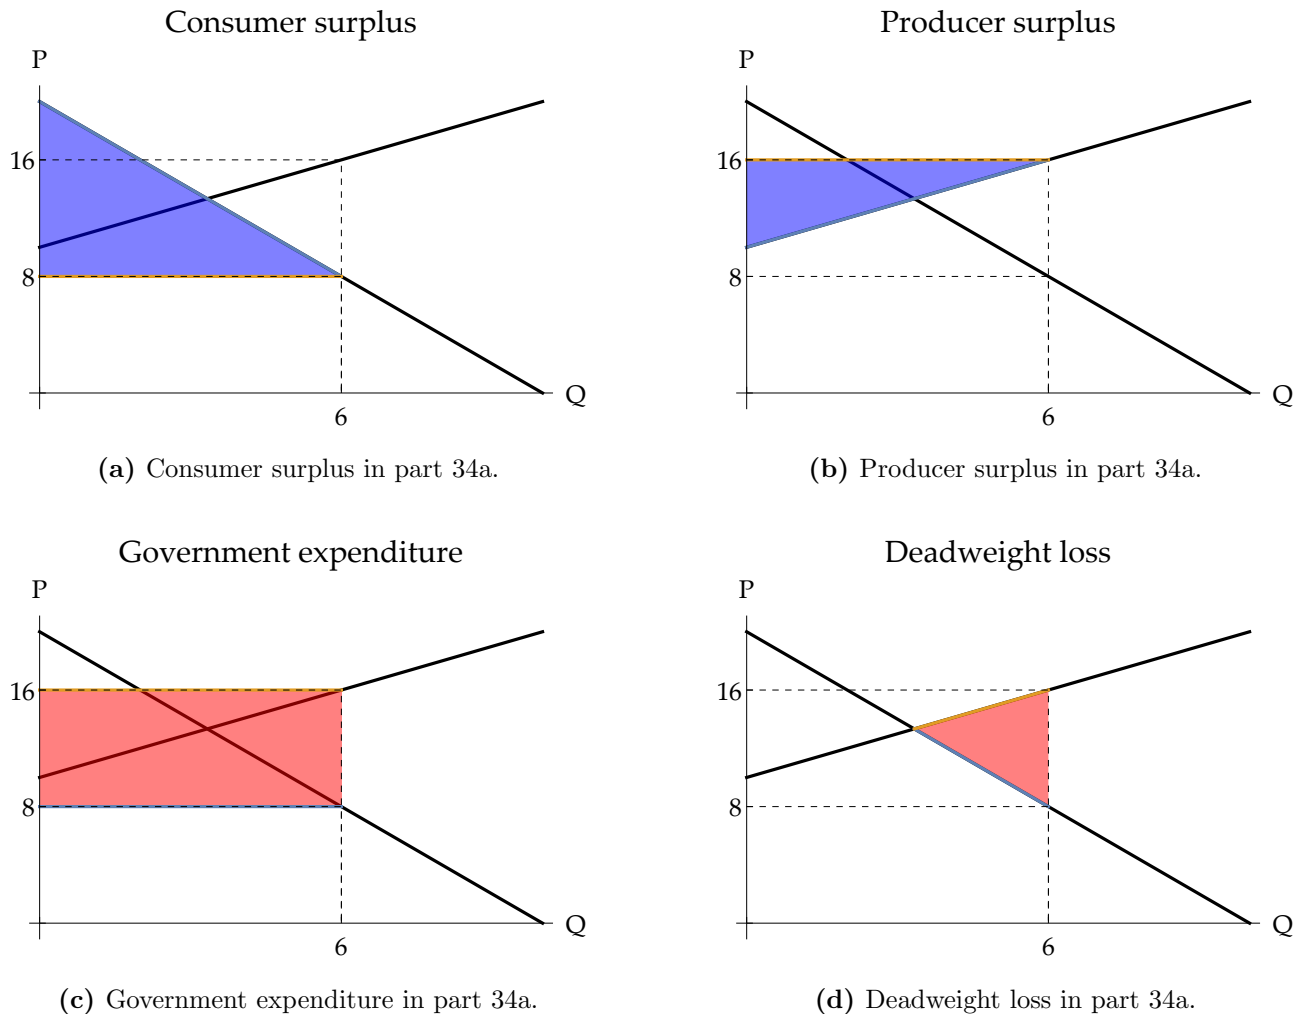 Consumer surplus
P
16
8
6
Q
(a) Consumer surplus in part 34a.
Producer surplus
P
16
8
6
Q
(b) Producer surplus in part 34a.
Government expenditure
P
16
8
6
Q
(c) Government expenditure in part 34a.
Deadweight loss
P
16
8
6
Q
(d) Deadweight loss in part 34a.